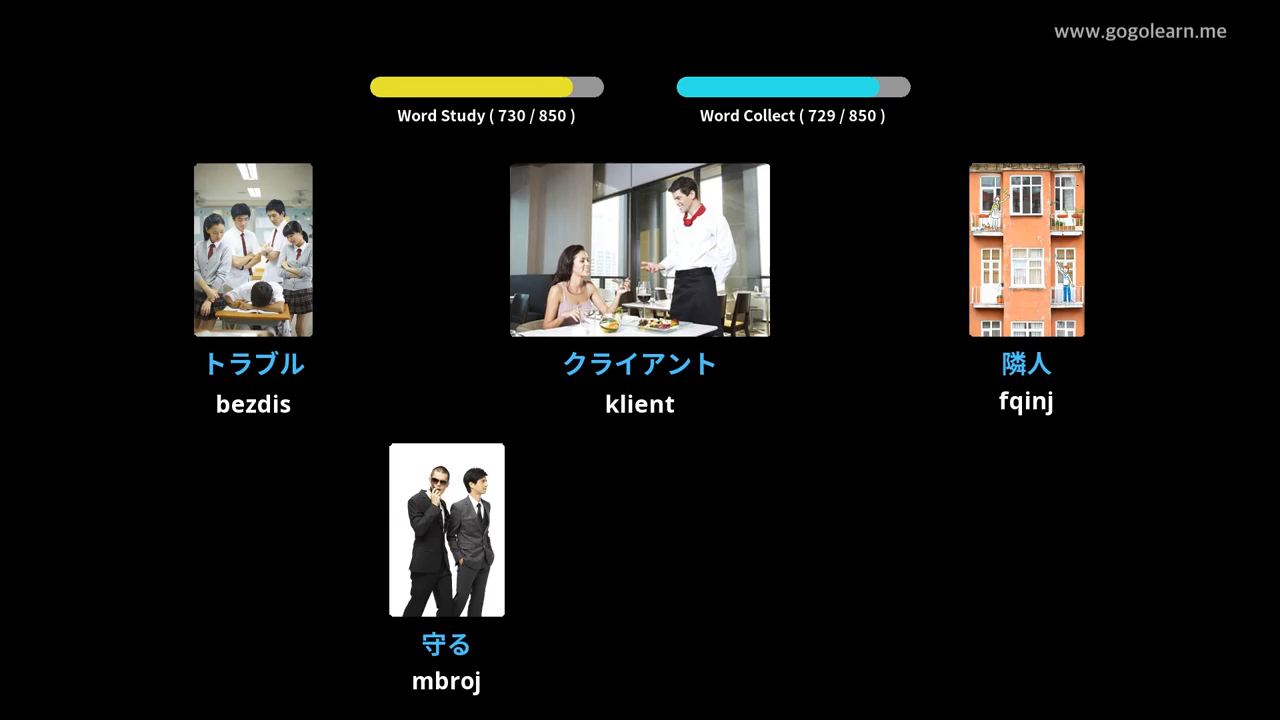 www.gogolearn.me
Word Study ( 730 / 850 )
Word Collect ( 729 / 850 )
トラブル
bezdis
クライアント
klient
隣人
fqinj
守る
mbroj